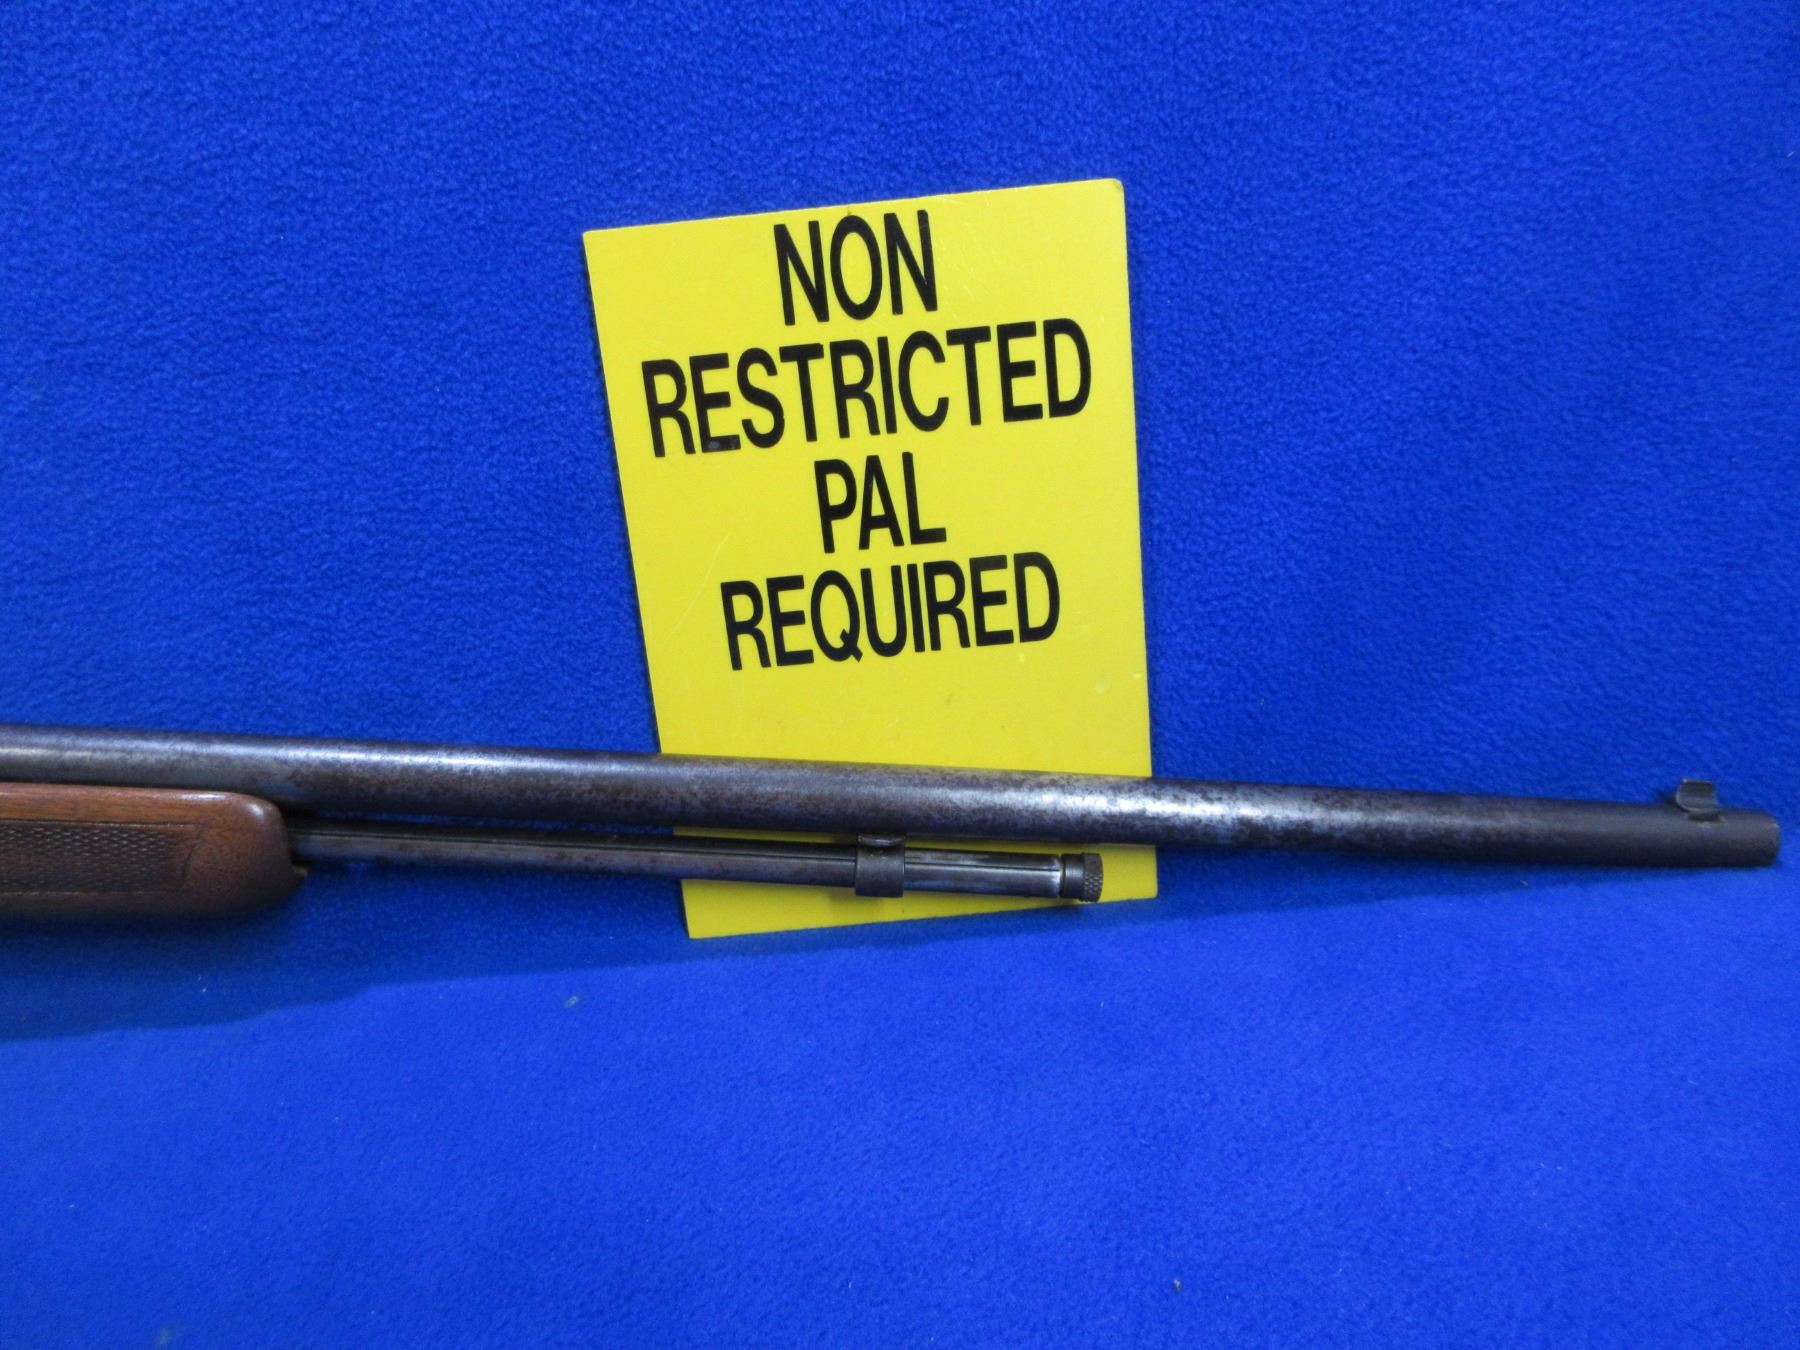 NON
RESTRICTED
PAL
REQUIRED